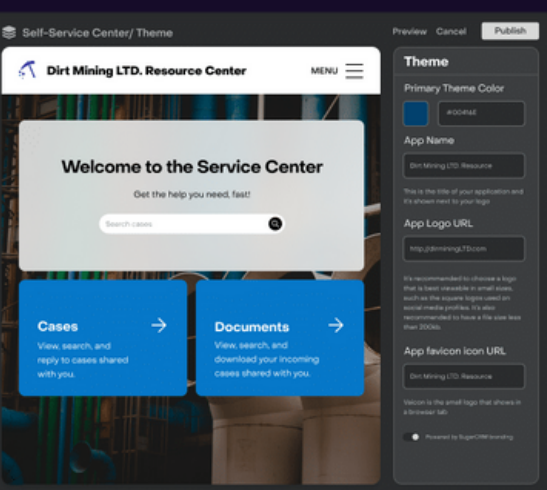 Self-Service Center/ Theme
Preview Cancel Publish
Dirt Mining LTD. Resource Center
MENU
Welcome to the Service Center
Get the help you need, fast!
Search cases
Cases
View, search, and
reply to cases shared
with you.
Documents
View, search, and
download your incoming
cases shared with you.
Theme
Primary Theme Color
App Name
Dirt Mining LTD. Resource
This is the title of your application and
it's shown next to your logo
App Logo URL
It's recommended to choose a logo
that is best viewable in small sizes,
such as the square logos used on
social media profiles. It's also
recommended to have a file size less
than 200kb.
App favicon icon URL
Dirt Mining LTD. Resource
is the small logo that shows in
a browser tab
Powered by SugarCRM branding